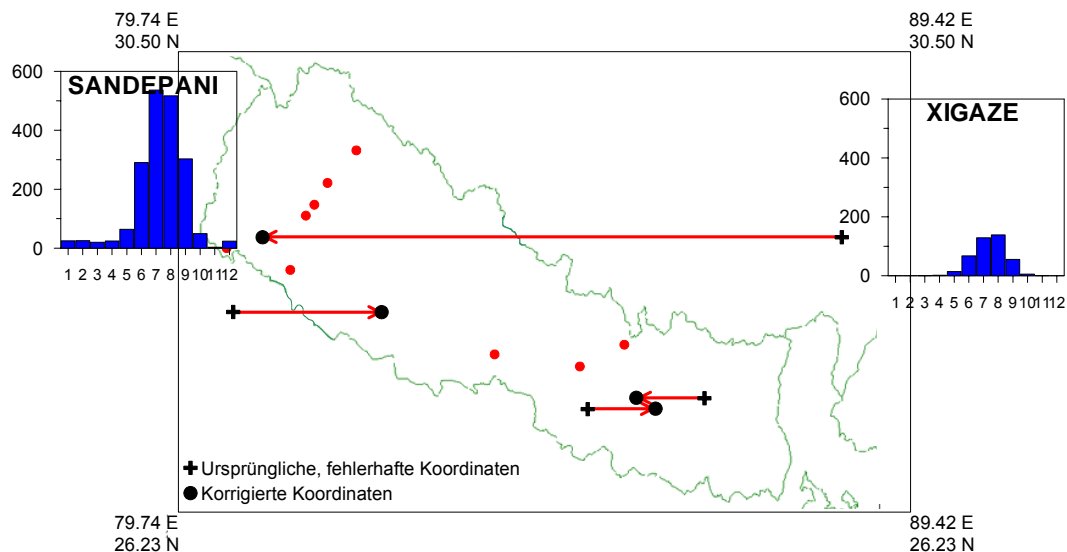 79.74 E
30.50 N
89.42 E
30.50 N
SANDEPANI
600
400
200
0
1 2 3 4 5 6 7 8 9 10 11 12
XIGAZE
600
400
200
0
1 2 3 4 5 6 7 8 9 10 11 12
Ursprüngliche, fehlerhafte Koordinaten
Korrigierte Koordinaten
79.74 E
26.23 N
89.42 E
26.23 N